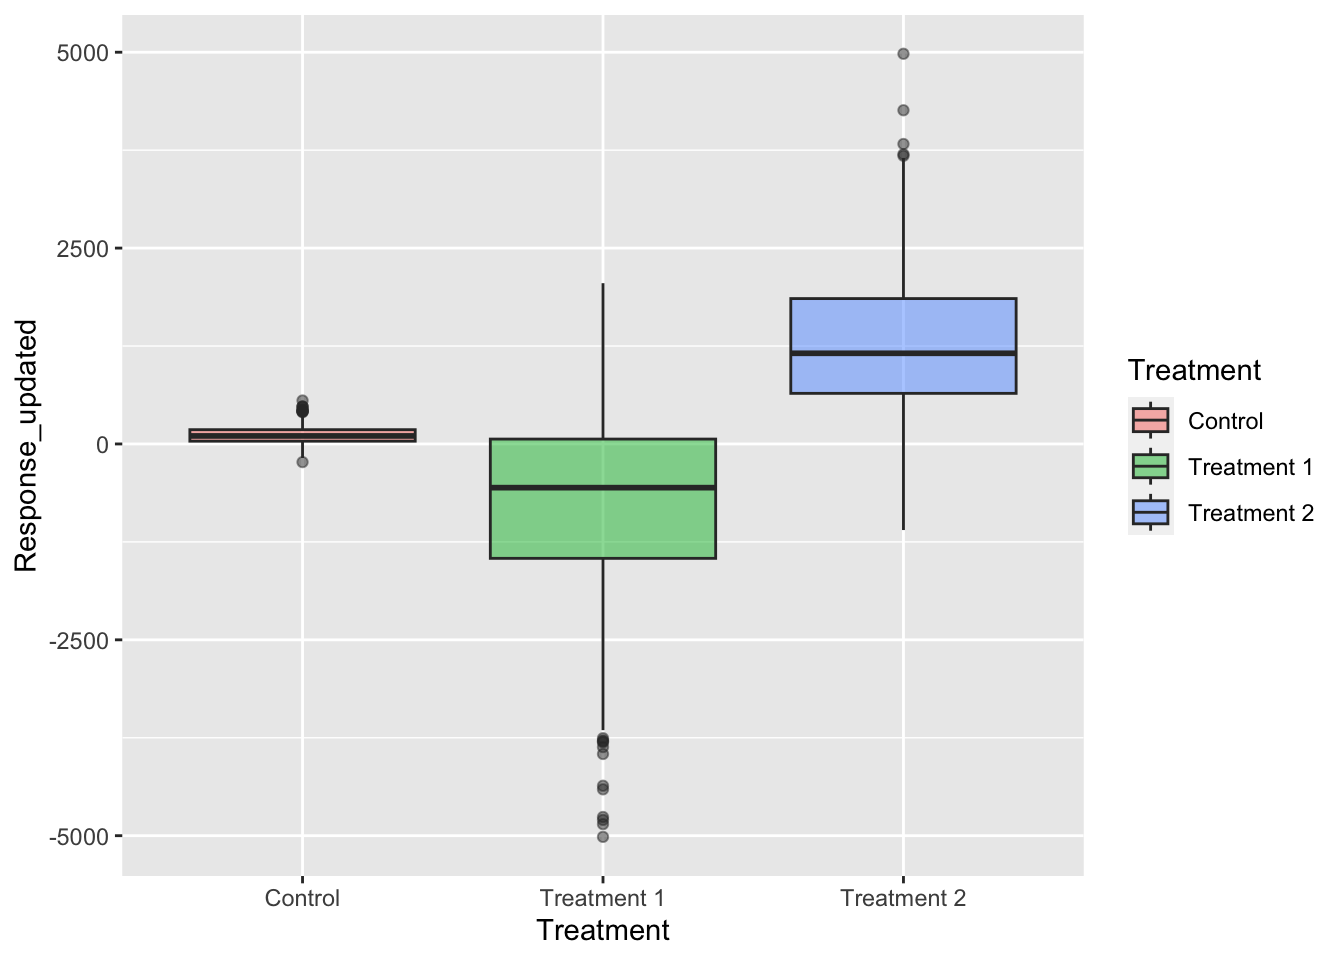 5000
2500
0
-2500
-5000
Response_updated
Control
Treatment 1
Treatment 2
Treatment
Treatment
Control
Treatment 1
Treatment 2